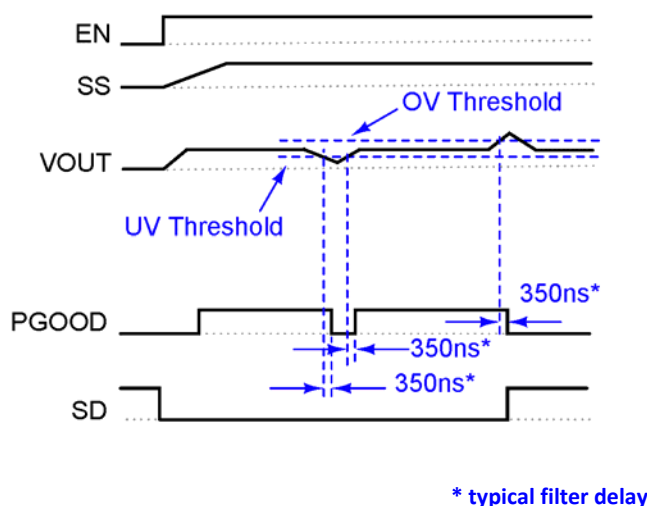 EN
SS
OV Threshold
VOUT
UV Threshold
350ns*
PGOOD
350ns*
350ns*
SD
* typical filter delay